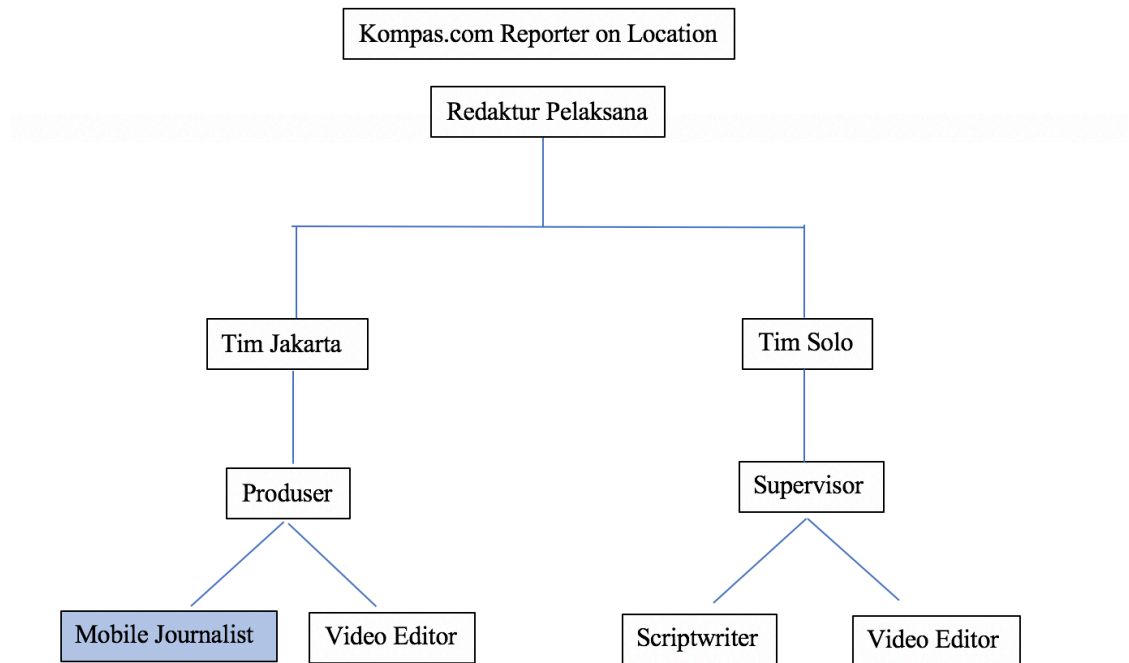 Kompas.com Reporter on Location
Redaktur Pelaksana
Tim Jakarta
Tim Solo
Produser
Supervisor
Mobile Journalist
Video Editor
Scriptwriter
Video Editor